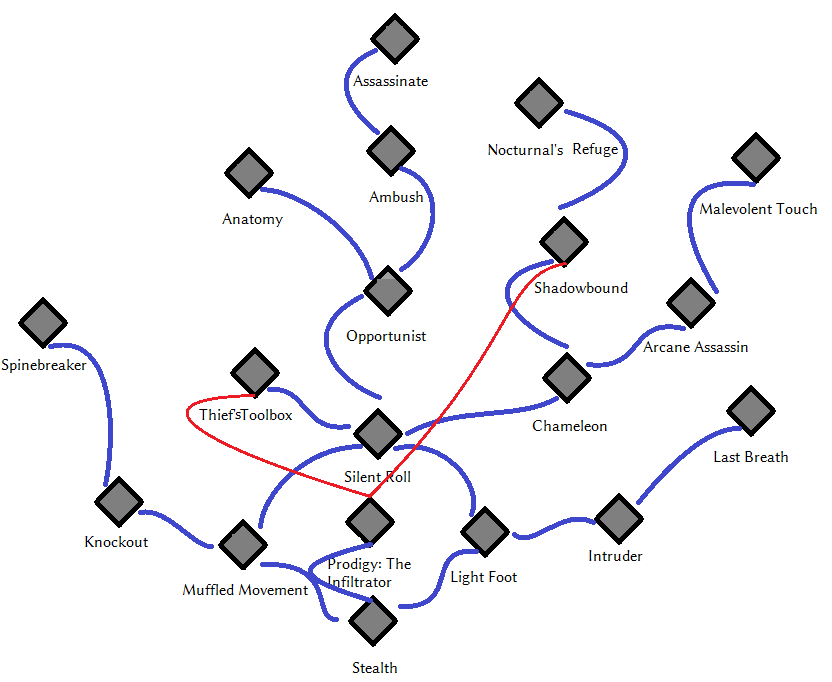 Assassinate
Nocturnal's Refuge
Ambush
Malevolent Touch
Anatomy
Shadowbound
Opportunist
Arcane Assassin
Spinebreaker
Thief'sToolbox
Chameleon
Last Breath
Silent Roll
Knockout
Intruder
Prodigy: The
Infiltrator
Light Foot
Muffled Movement
Stealth